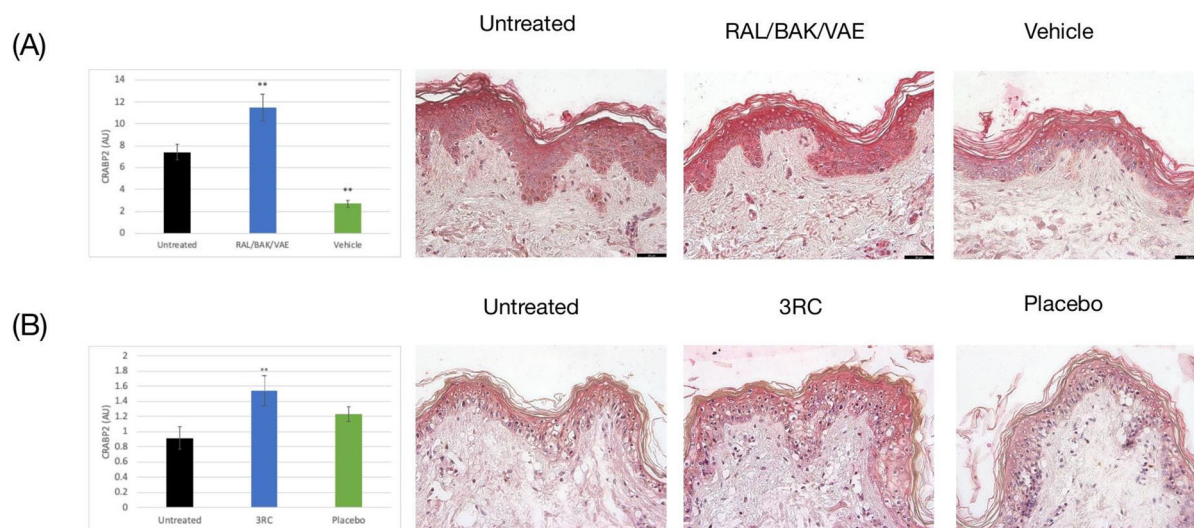 (A)
Untreated
RAL/BAK/VAE
Vehicle
CRABP2 (AU)
14
12
10
8
6
4
2
0
**
**
Untreated
RAL/BAK/VAE
Vehicle
(B)
Untreated
3RC
Placebo
CRABP2 (AU)
2
1.8
1.6
1.4
1.2
1
0.8
0.6
0.4
0.2
0
**
Untreated
3RC
Placebo